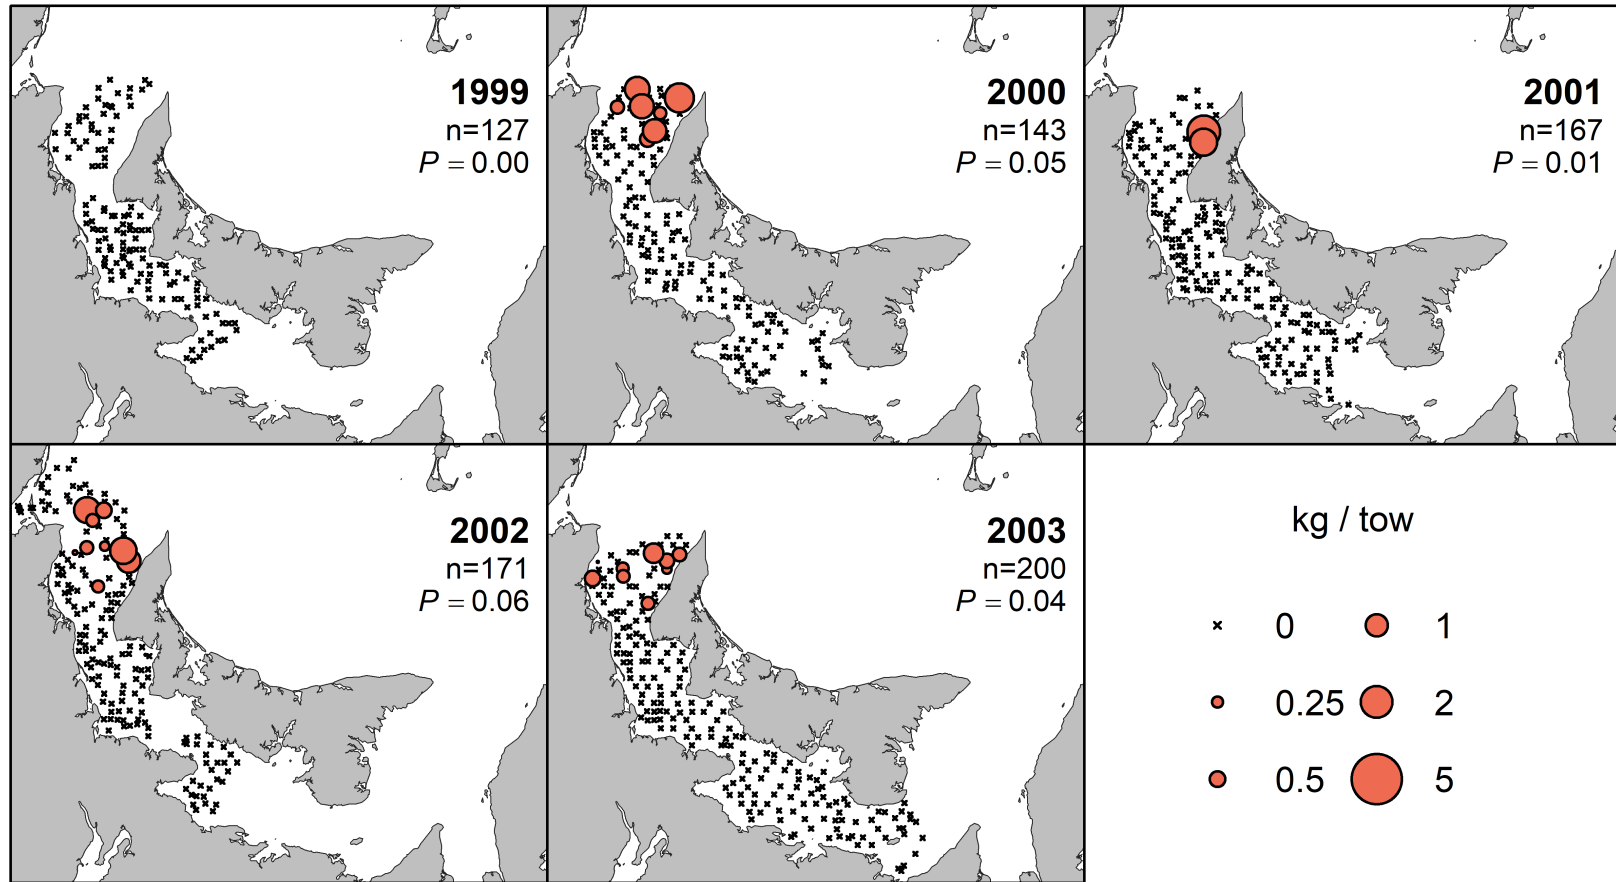 1999
n=127
P = 0.00
2000
n=143
P = 0.05
2001
n=167
P = 0.01
2002
n=171
P = 0.06
2003
n=200
P = 0.04
kg / tow
0 1
0.25 2
0.5 5